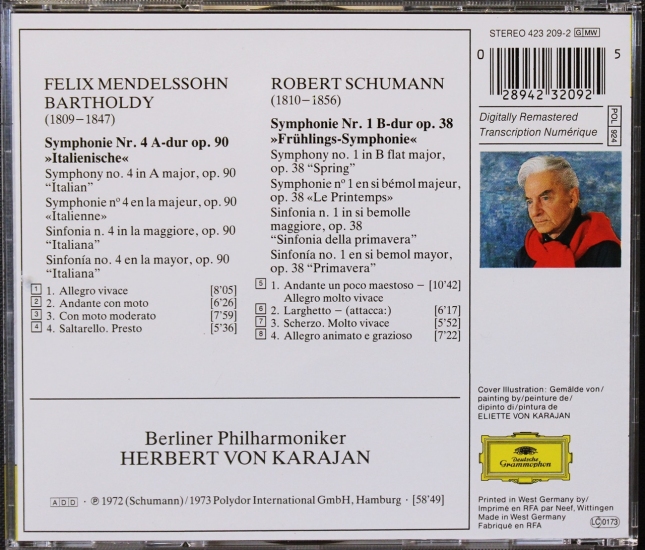 FELIX MENDELSSOHN
BARTHOLDY
(1809–1847)
Symphonie Nr. 4 A-dur op. 90
»Italienische«
Symphony no. 4 in A major, op. 90
“Italian”
Symphonie nº 4 en la majeur, op. 90
«Italienne»
Sinfonia n. 4 in la maggiore, op. 90
“Italiana”
Sinfonía no. 4 en la mayor, op. 90
“Italiana”
1 1. Allegro vivace [8'05]
2 2. Andante con moto [6'26]
3 3. Con moto moderato [7'59]
4 4. Saltarello. Presto [5'36]
ROBERT SCHUMANN
(1810–1856)
Symphonie Nr. 1 B-dur op. 38
»Frühlings-Symphonie«
Symphony no. 1 in B flat major,
op. 38 “Spring”
Symphonie nº 1 en si bémol majeur,
op. 38 «Le Printemps»
Sinfonia n. 1 in si bemolle
maggiore, op. 38
“Sinfonia della primavera”
Sinfonía no. 1 en si bemol mayor,
op. 38 “Primavera”
5 1. Andante un poco maestoso – [10'42]
Allegro molto vivace
6 2. Larghetto – (attacca:) [6'17]
7 3. Scherzo. Molto vivace [5'52]
8 4. Allegro animato e grazioso [7'22]
Berliner Philharmoniker
HERBERT VON KARAJAN
ADD · ℗ 1972 (Schumann)/1973 Polydor International GmbH, Hamburg · [58'49]
STEREO 423 209-2 G MW
0 28942 32092 5
Digitally Remastered
Transcription Numérique
POL 924
Cover Illustration: Gemälde von/
painting by/peinture de/
dipinto di/pintura de
ELIETTE VON KARAJAN
Deutsche
Grammophon
Printed in West Germany by/
Imprimé en RFA par Neef, Wittingen
Made in West Germany
Fabriqué en RFA
LC 0173